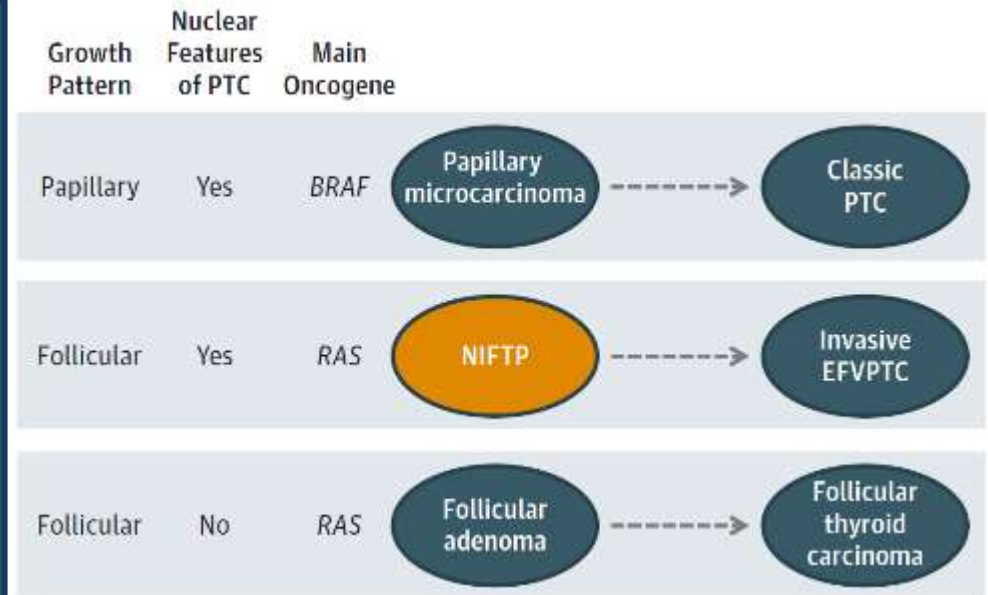 Growth Pattern
Nuclear Features of PTC
Main Oncogene
Papillary
Yes
BRAF
Papillary
microcarcinoma
Classic
PTC
Follicular
Yes
RAS
NIFTP
Invasive
EFVPTC
Follicular
No
RAS
Follicular
adenoma
Follicular
thyroid
carcinoma